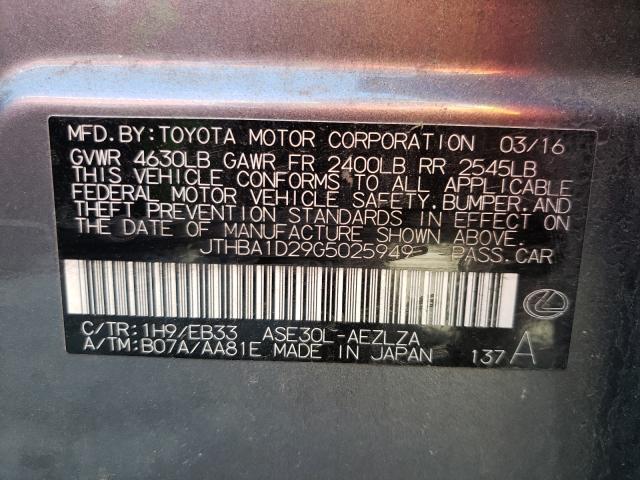 MFD. BY: TOYOTA MOTOR CORPORATION 03/16
GVWR 4630LB GAWR FR 2400LB RR 2545LB
THIS VEHICLE CONFORMS TO ALL APPLICABLE
FEDERAL MOTOR VEHICLE SAFETY, BUMPER, AND
THEFT PREVENTION STANDARDS IN EFFECT ON
THE DATE OF MANUFACTURE SHOWN ABOVE.
JTHBA1D29G5025949 PASS. CAR
C/TR: 1H9/EB33 ASE30L-AEZLZA
A/TM: B07A/AA81E MADE IN JAPAN 137 A